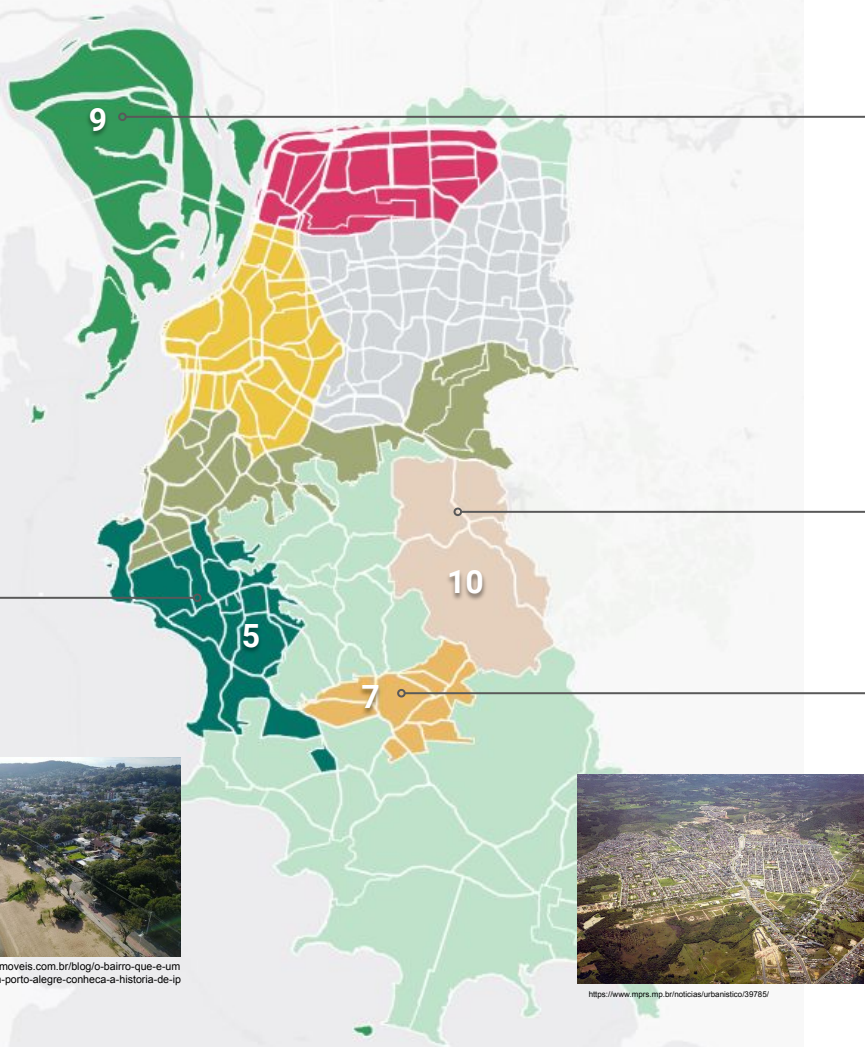 9
10
5
7
moveis.com.br/blog/o-bairro-que-e-um
-porto-alegre-conheca-a-historia-de-ip
https://www.mprs.mp.br/noticias/urbanistico/39785/